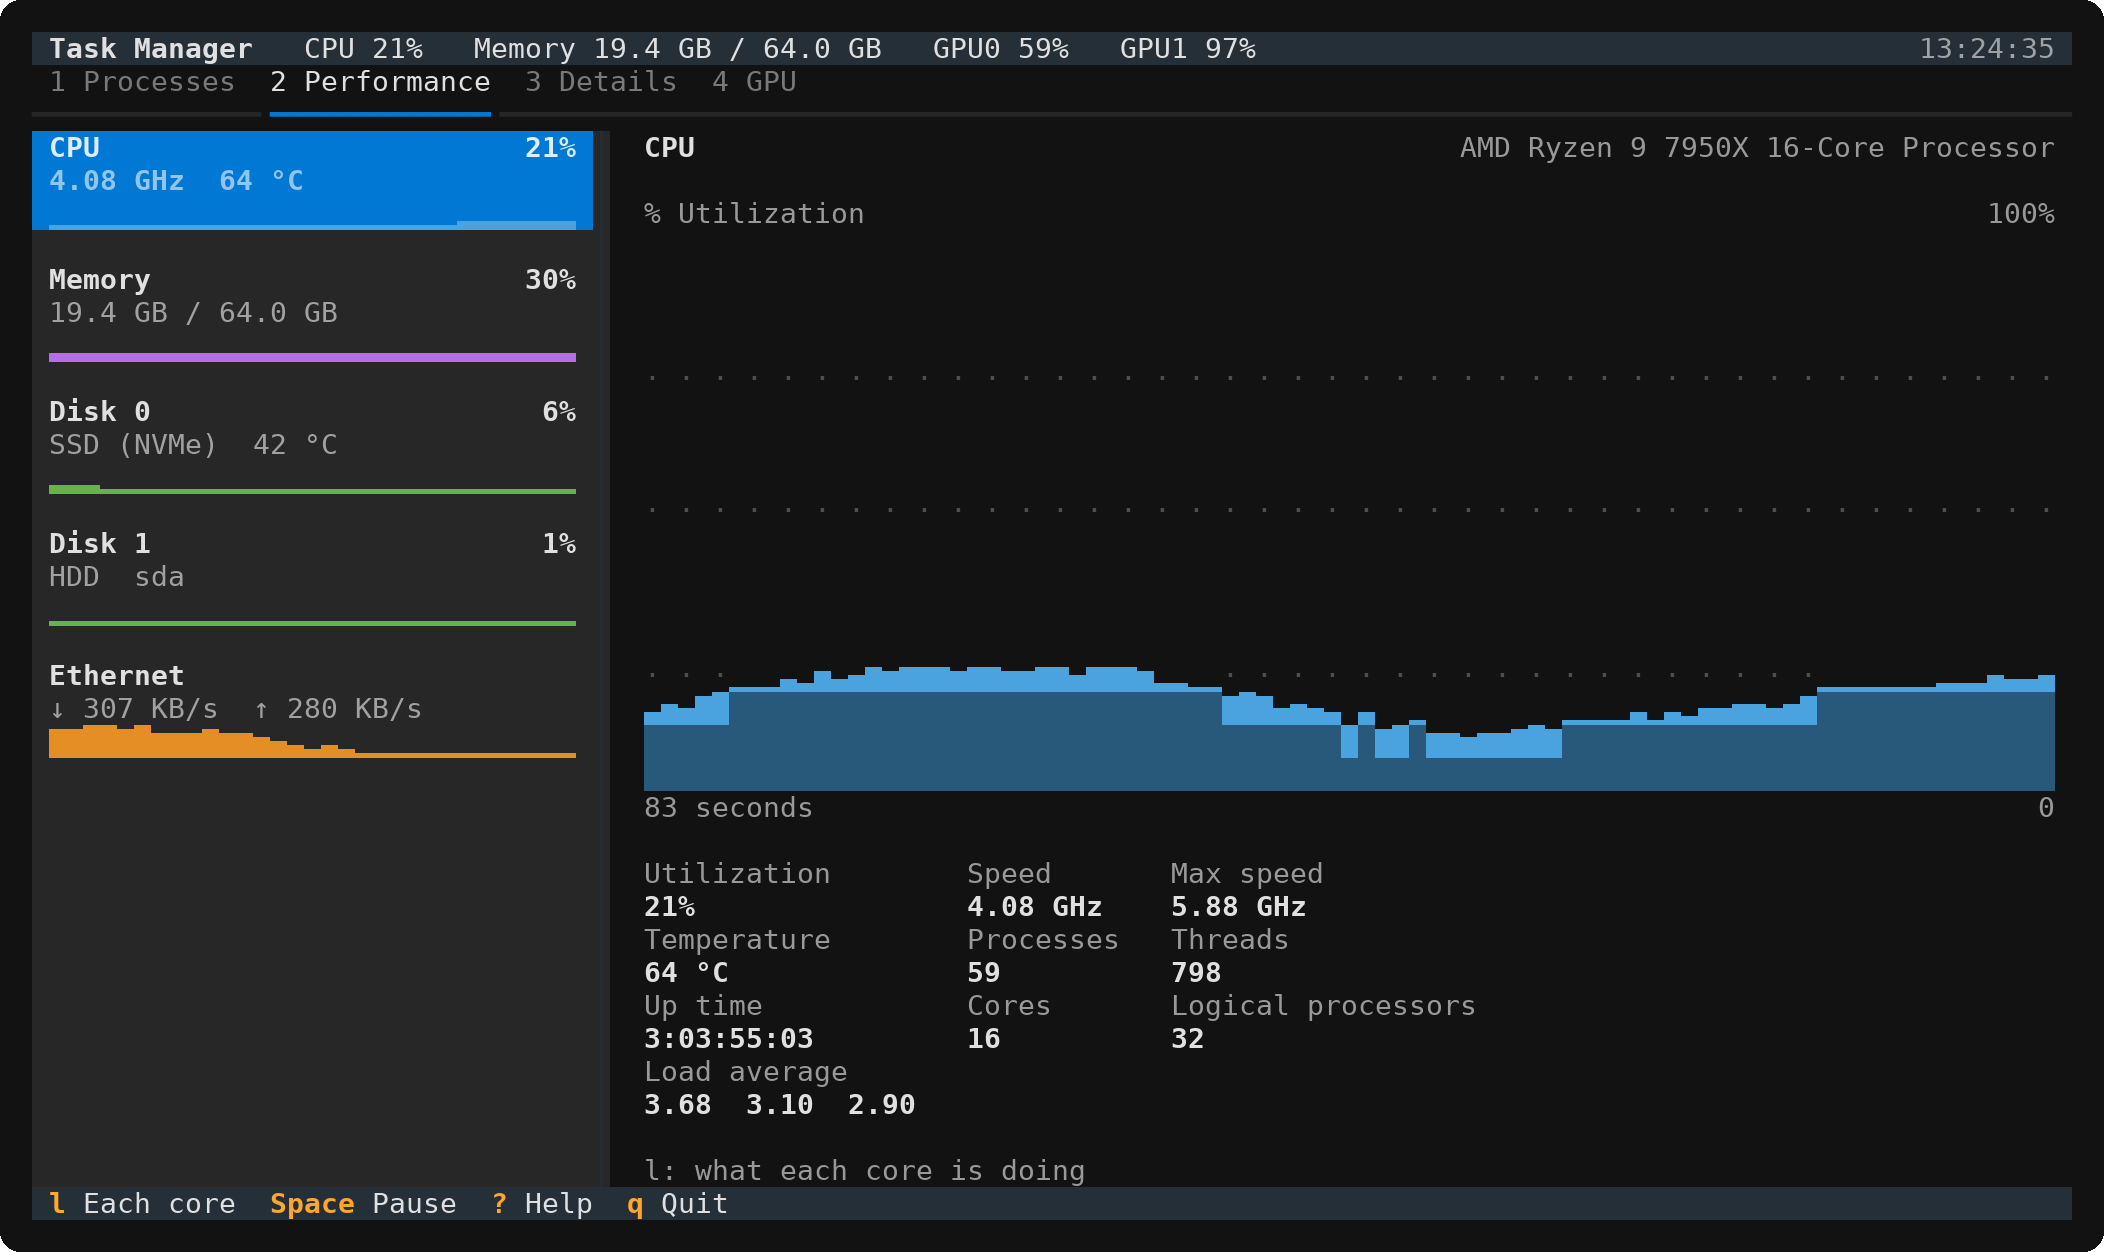 Task Manager   CPU 21%   Memory 19.4 GB / 64.0 GB   GPU0 59%   GPU1 97%   13:24:35
1 Processes  2 Performance  3 Details  4 GPU
CPU 21%
4.08 GHz  64 °C
Memory 30%
19.4 GB / 64.0 GB
Disk 0 6%
SSD (NVMe)  42 °C
Disk 1 1%
HDD  sda
Ethernet
↓ 307 KB/s  ↑ 280 KB/s
CPU   AMD Ryzen 9 7950X 16-Core Processor
% Utilization   100%
83 seconds   0
Utilization   Speed   Max speed
21%   4.08 GHz   5.88 GHz
Temperature   Processes   Threads
64 °C   59   798
Up time   Cores   Logical processors
3:03:55:03   16   32
Load average
3.68  3.10  2.90
l: what each core is doing
l Each core  Space Pause  ? Help  q Quit